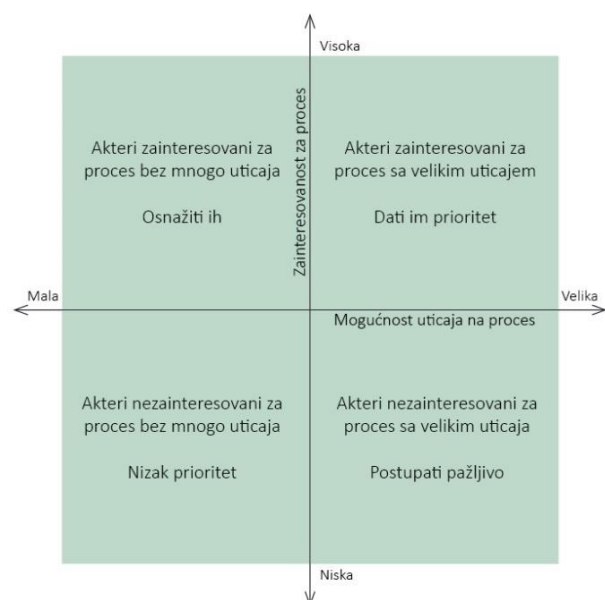 Visoka
Zainteresovanost za proces
Akteri zainteresovani za
proces bez mnogo uticaja
Osnažiti ih
Akteri zainteresovani za
proces sa velikim uticajem
Dati im prioritet
Mala
Velika
Mogućnost uticaja na proces
Akteri nezainteresovani za
proces bez mnogo uticaja
Nizak prioritet
Akteri nezainteresovani za
proces sa velikim uticaja
Postupati pažljivo
Niska